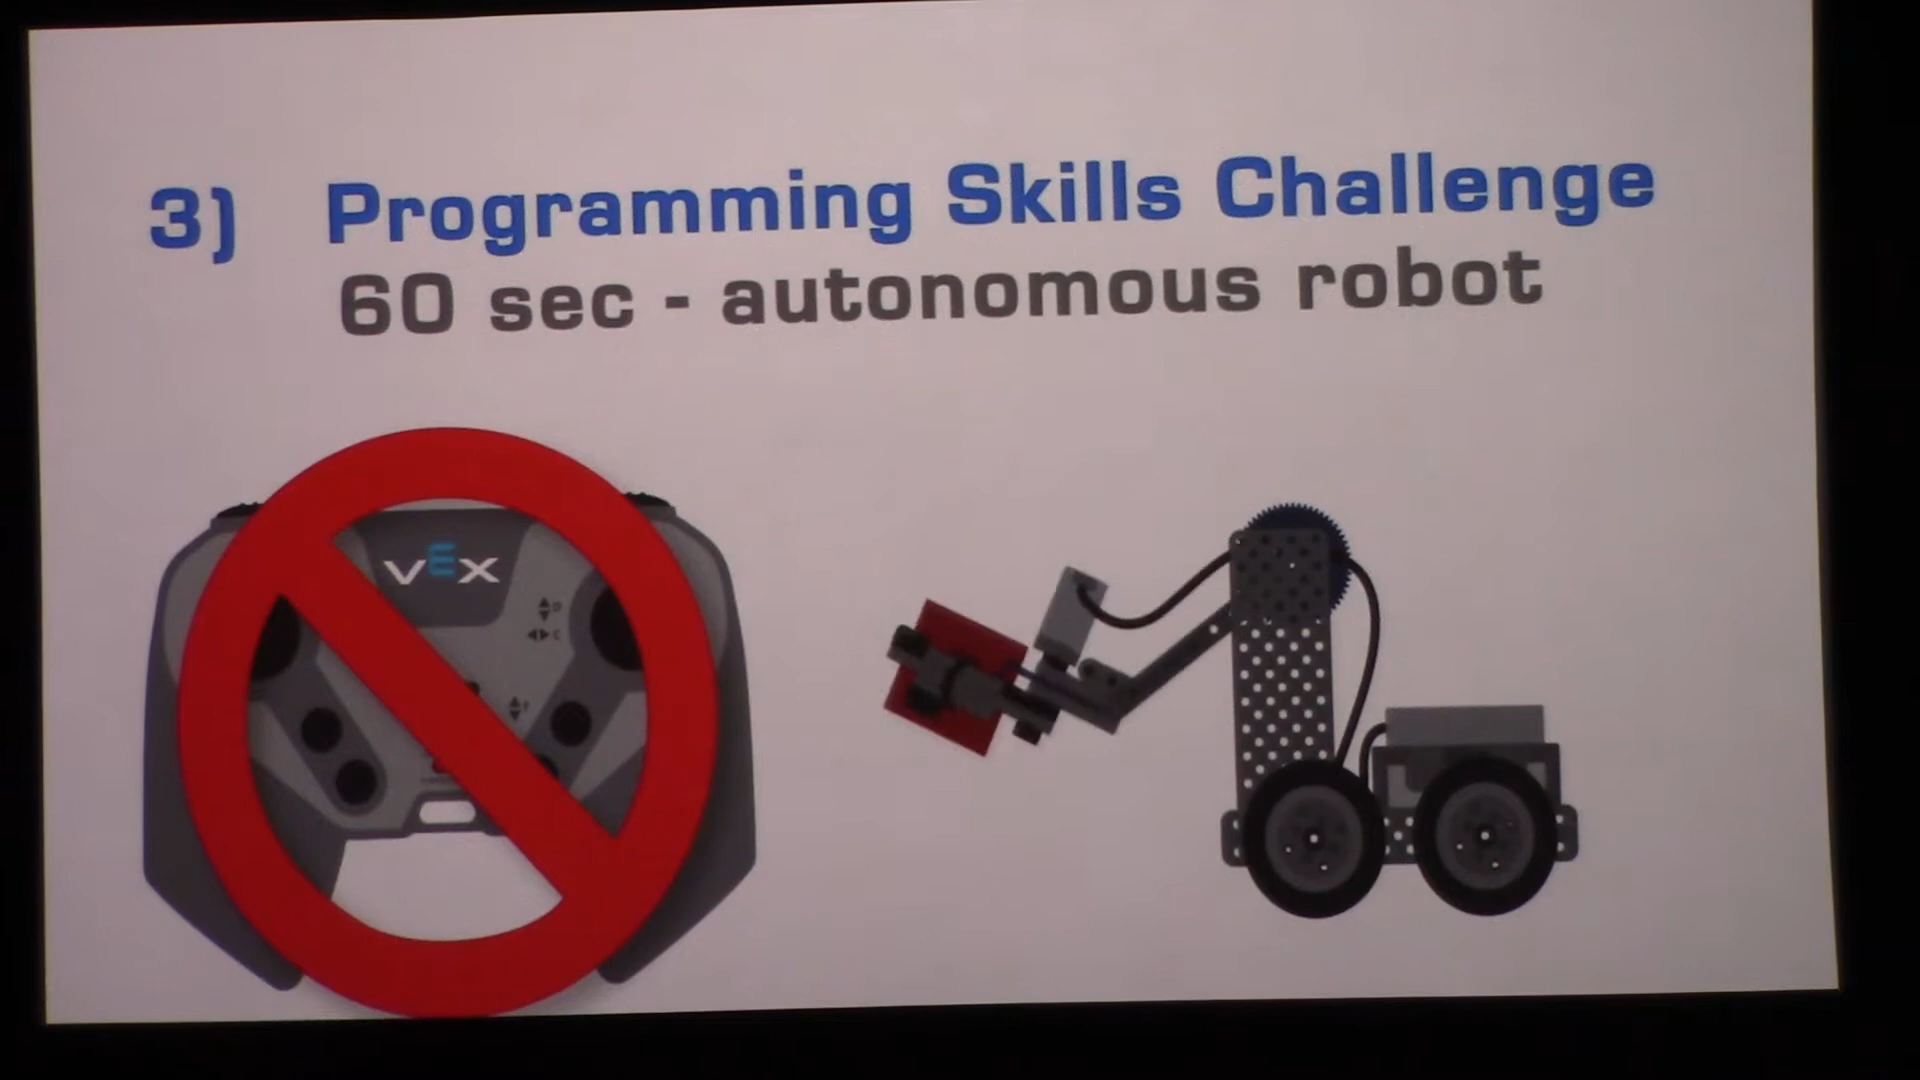 3) Programming Skills Challenge
60 sec - autonomous robot
VEX
D
C
F